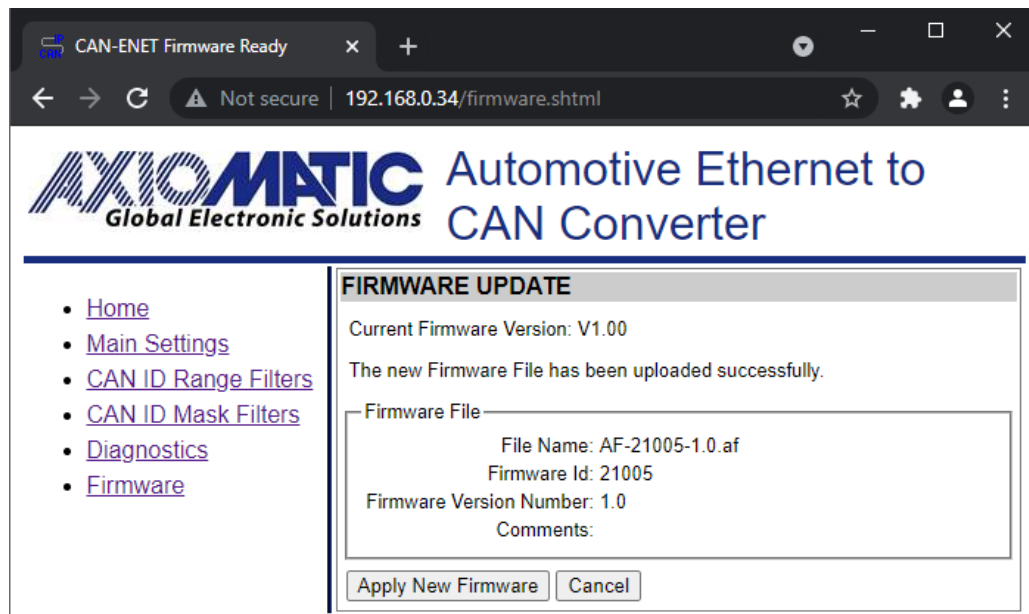 CAN-ENET Firmware Ready
Not secure | 192.168.0.34/firmware.shtml
AXIOMATIC
Global Electronic Solutions
Automotive Ethernet to
CAN Converter
Home
Main Settings
CAN ID Range Filters
CAN ID Mask Filters
Diagnostics
Firmware
FIRMWARE UPDATE
Current Firmware Version: V1.00
The new Firmware File has been uploaded successfully.
Firmware File
File Name: AF-21005-1.0.af
Firmware Id: 21005
Firmware Version Number: 1.0
Comments:
Apply New Firmware Cancel